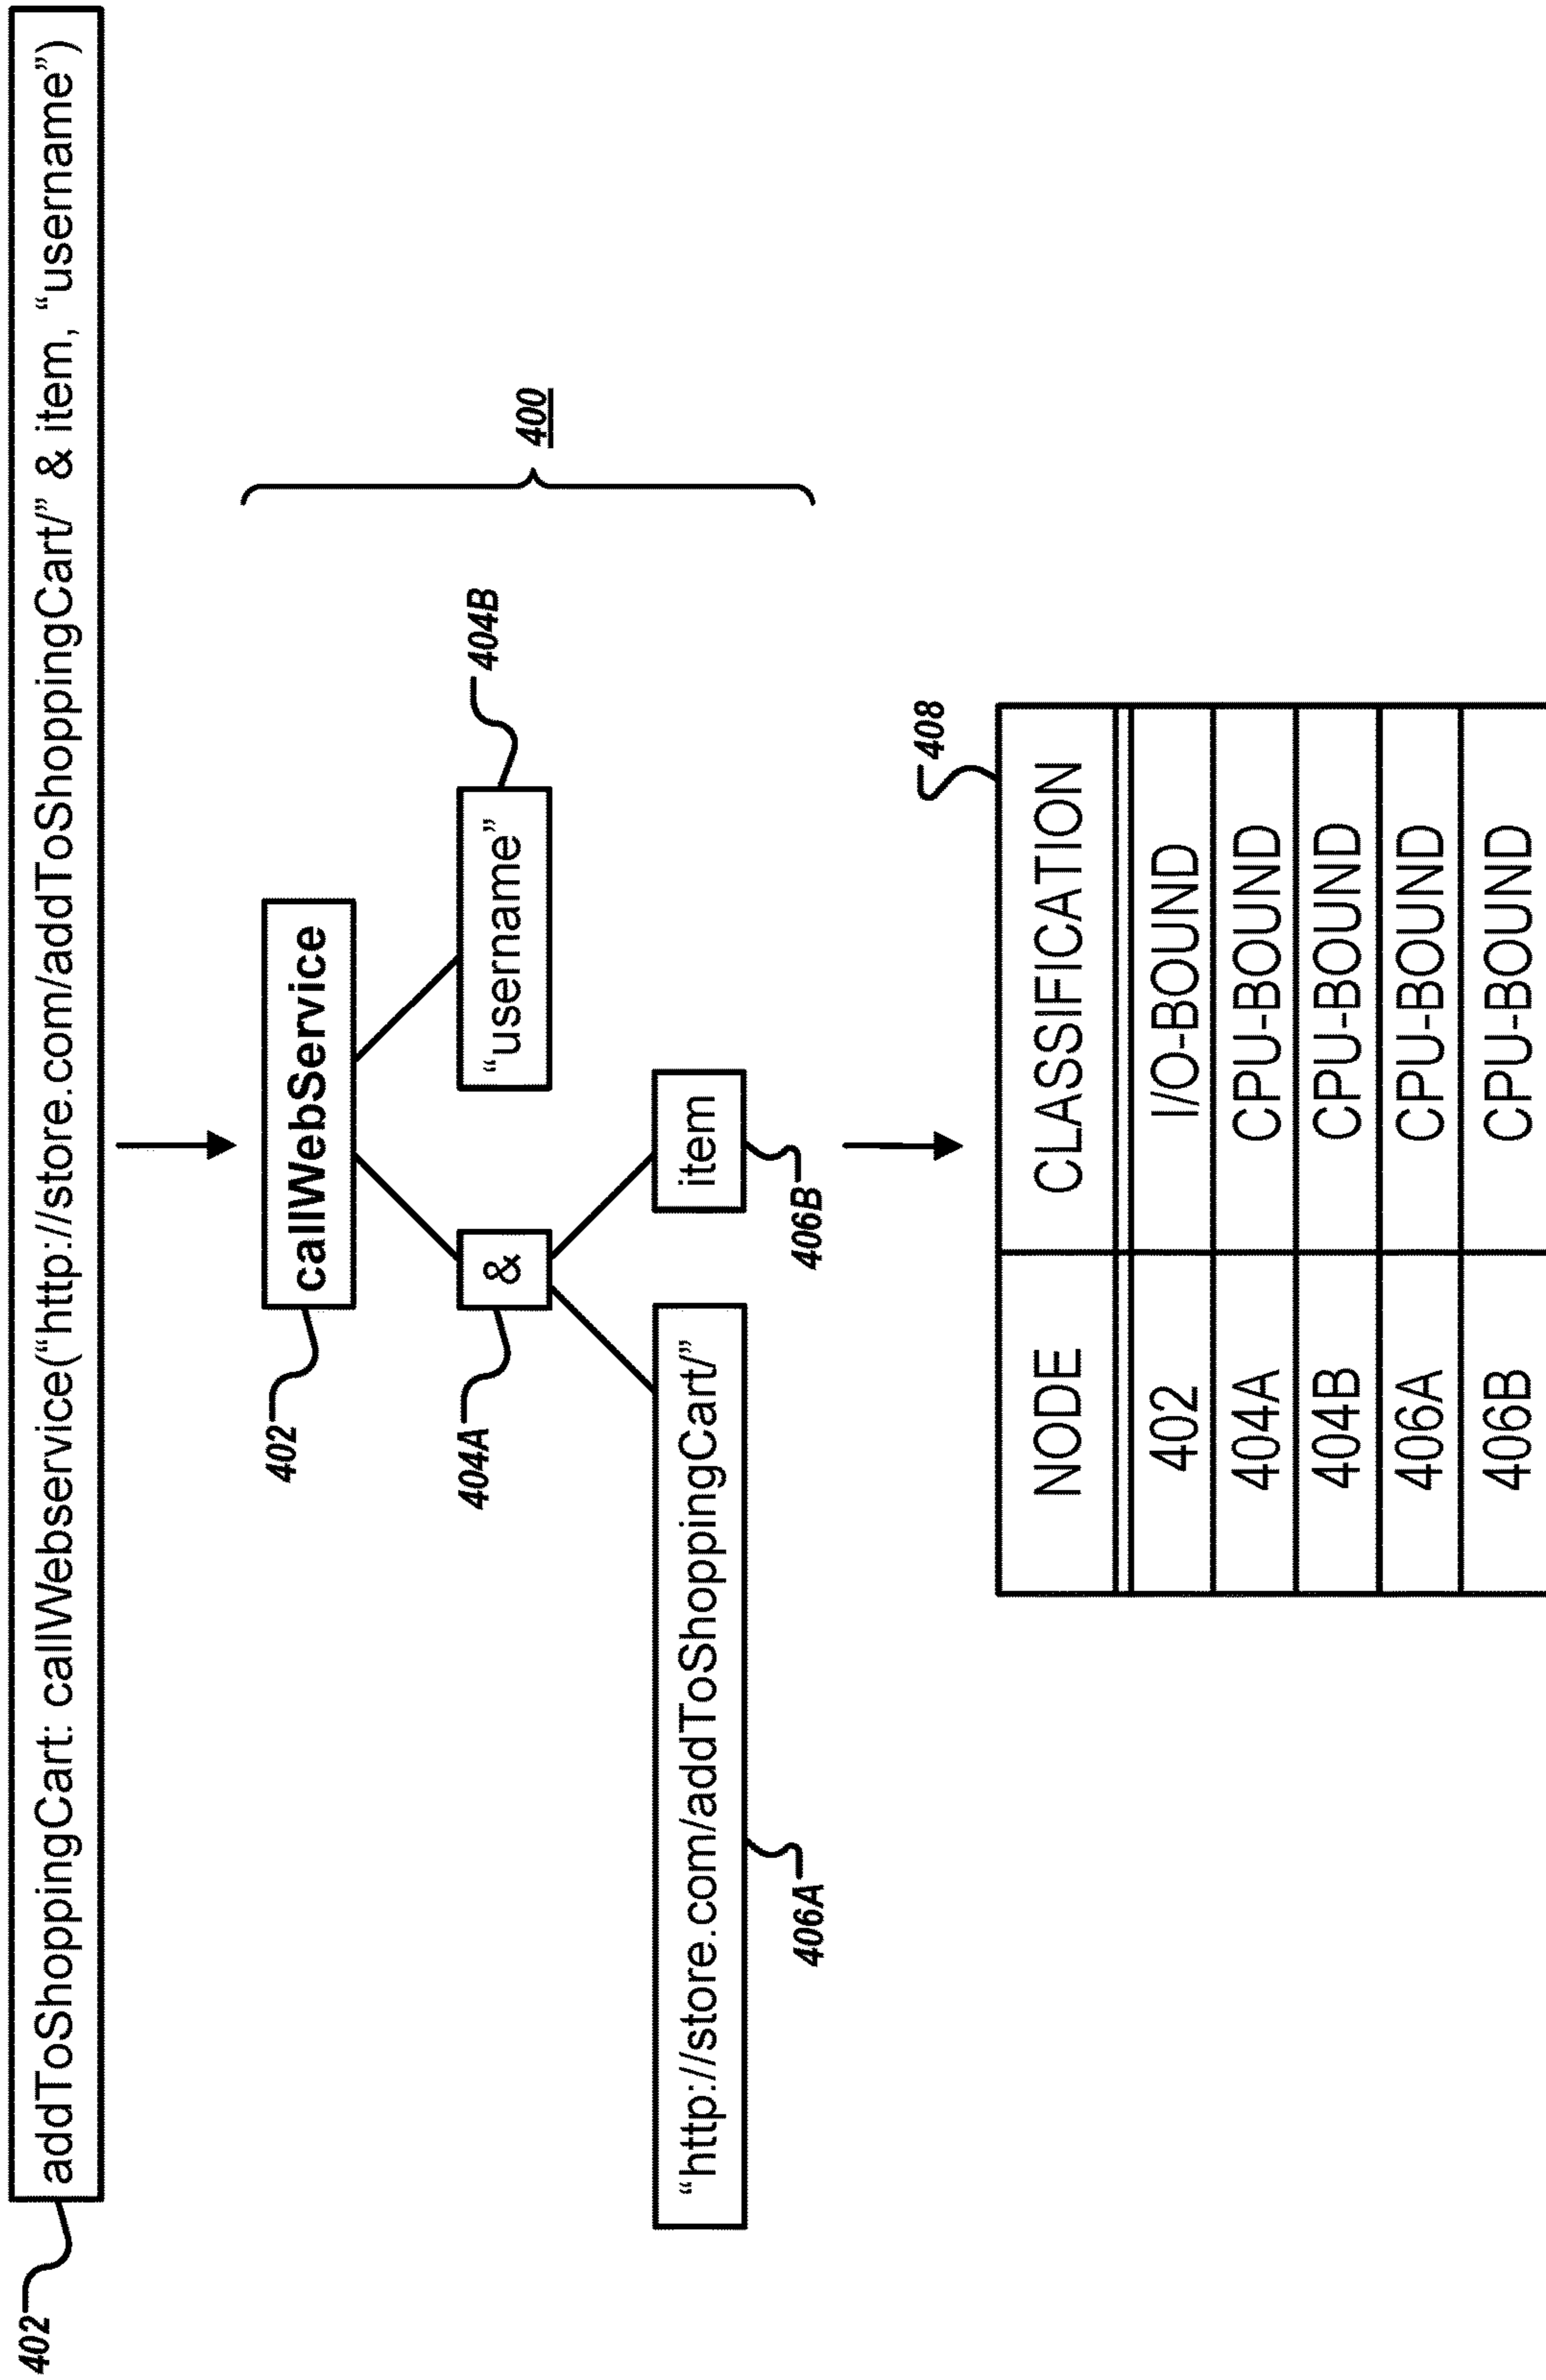 402
addToShoppingCart: callWebservice(“http://store.com/addToShoppingCart/” & item, “username”)
402
callWebService
400
404A
&
“username”
404B
“http://store.com/addToShoppingCart/”
item
406A
406B
408
NODE CLASSIFICATION
402 I/O-BOUND
404A CPU-BOUND
404B CPU-BOUND
406A CPU-BOUND
406B CPU-BOUND